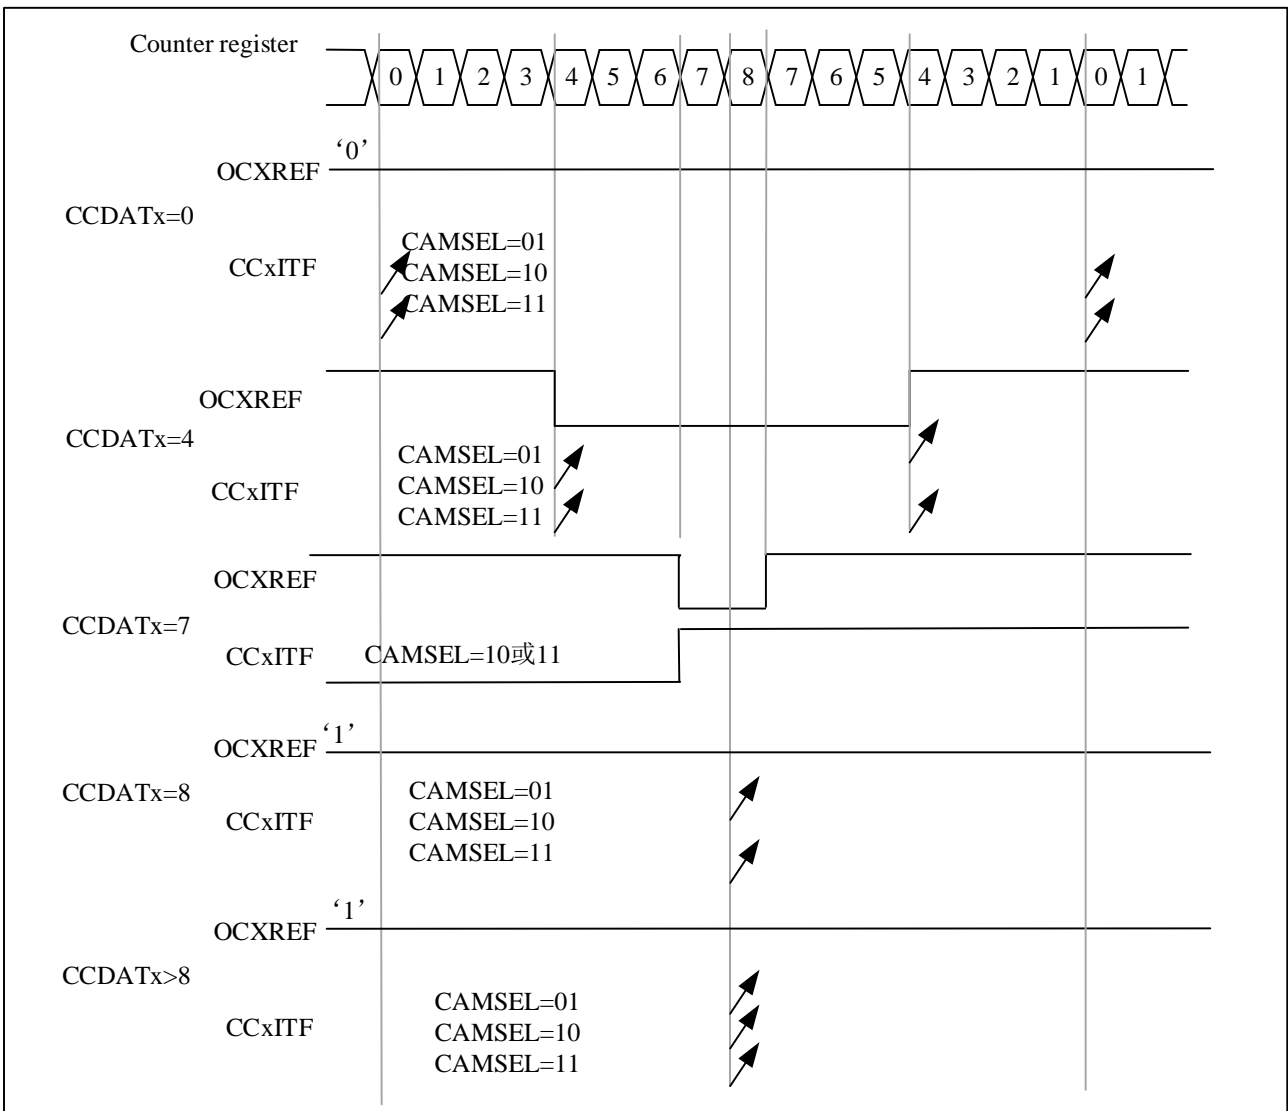 Counter register
0 1 2 3 4 5 6 7 8 7 6 5 4 3 2 1 0 1
‘0’
OCXREF
CCDATx=0
CCxITF
CAMSEL=01
CAMSEL=10
CAMSEL=11
OCXREF
CCDATx=4
CCxITF
CAMSEL=01
CAMSEL=10
CAMSEL=11
OCXREF
CCDATx=7
CCxITF
CAMSEL=10或11
‘1’
OCXREF
CCDATx=8
CCxITF
CAMSEL=01
CAMSEL=10
CAMSEL=11
‘1’
OCXREF
CCDATx>8
CCxITF
CAMSEL=01
CAMSEL=10
CAMSEL=11